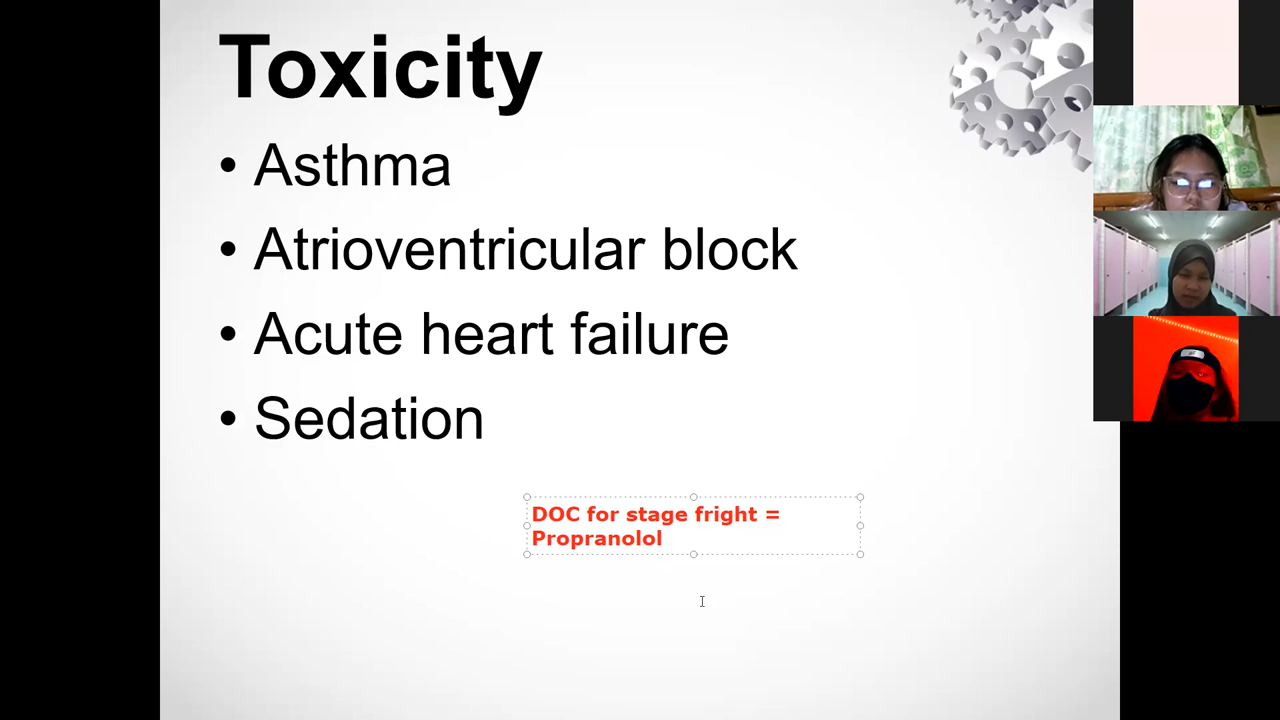 Toxicity
• Asthma
• Atrioventricular block
• Acute heart failure
• Sedation
DOC for stage fright =
Propranolol